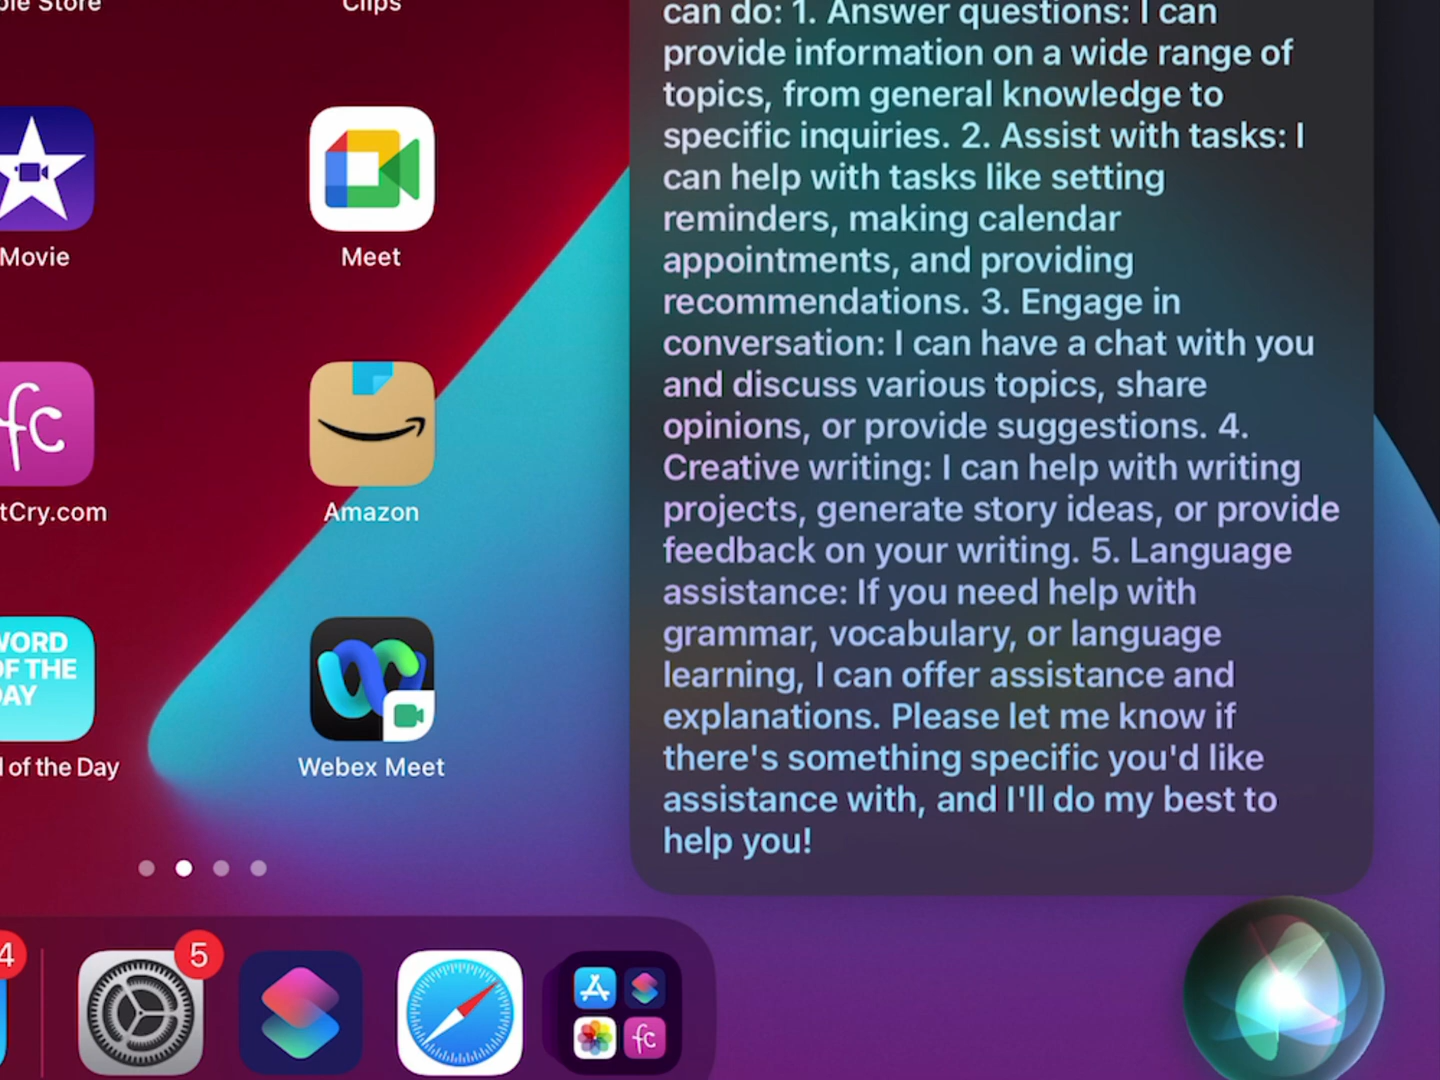 ple Store
Clips
Movie
Meet
tCry.com
Amazon
WORD
OF THE
DAY
of the Day
Webex Meet
can do: 1. Answer questions: I can
provide information on a wide range of
topics, from general knowledge to
specific inquiries. 2. Assist with tasks: I
can help with tasks like setting
reminders, making calendar
appointments, and providing
recommendations. 3. Engage in
conversation: I can have a chat with you
and discuss various topics, share
opinions, or provide suggestions. 4.
Creative writing: I can help with writing
projects, generate story ideas, or provide
feedback on your writing. 5. Language
assistance: If you need help with
grammar, vocabulary, or language
learning, I can offer assistance and
explanations. Please let me know if
there's something specific you'd like
assistance with, and I'll do my best to
help you!
4
5
fc
fc